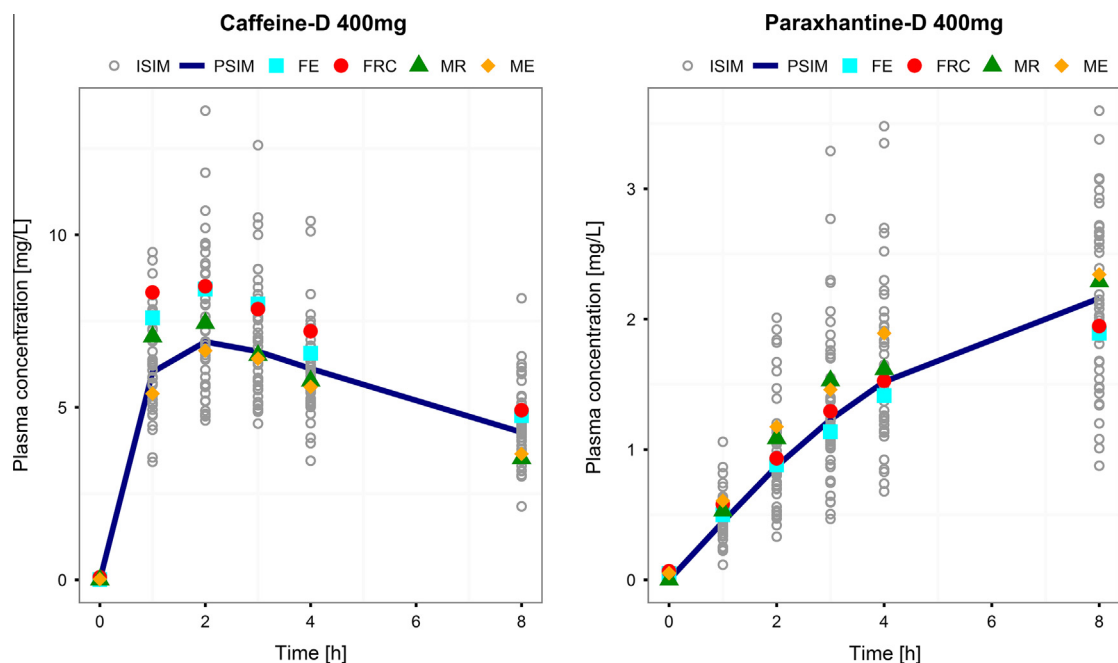 Caffeine-D 400mg
ISIM PSIM FE FRC MR ME
Plasma concentration [mg/L]
10
5
0
0 2 4 6 8
Time [h]
Paraxhantine-D 400mg
ISIM PSIM FE FRC MR ME
Plasma concentration [mg/L]
3
2
1
0
0 2 4 6 8
Time [h]